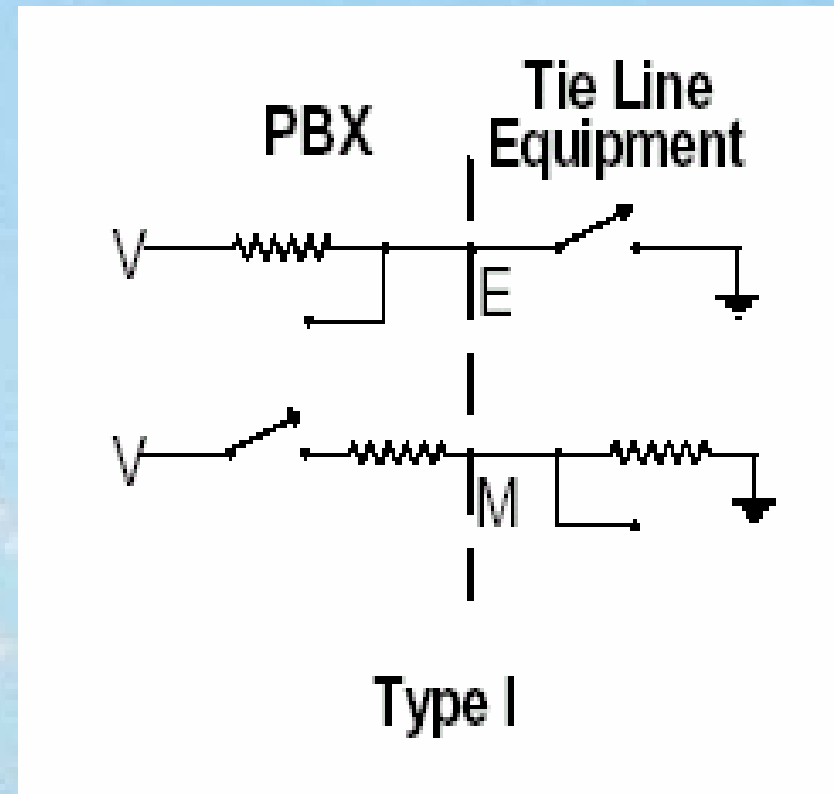 PBX
Tie Line
Equipment
V
E
V
M
Type I